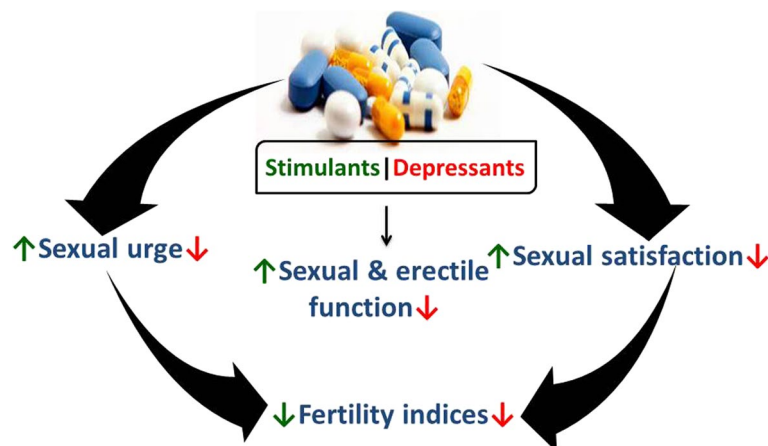 Stimulants|Depressants
↑Sexual urge↓
↑Sexual & erectile
function↓
↑Sexual satisfaction↓
↓Fertility indices↓